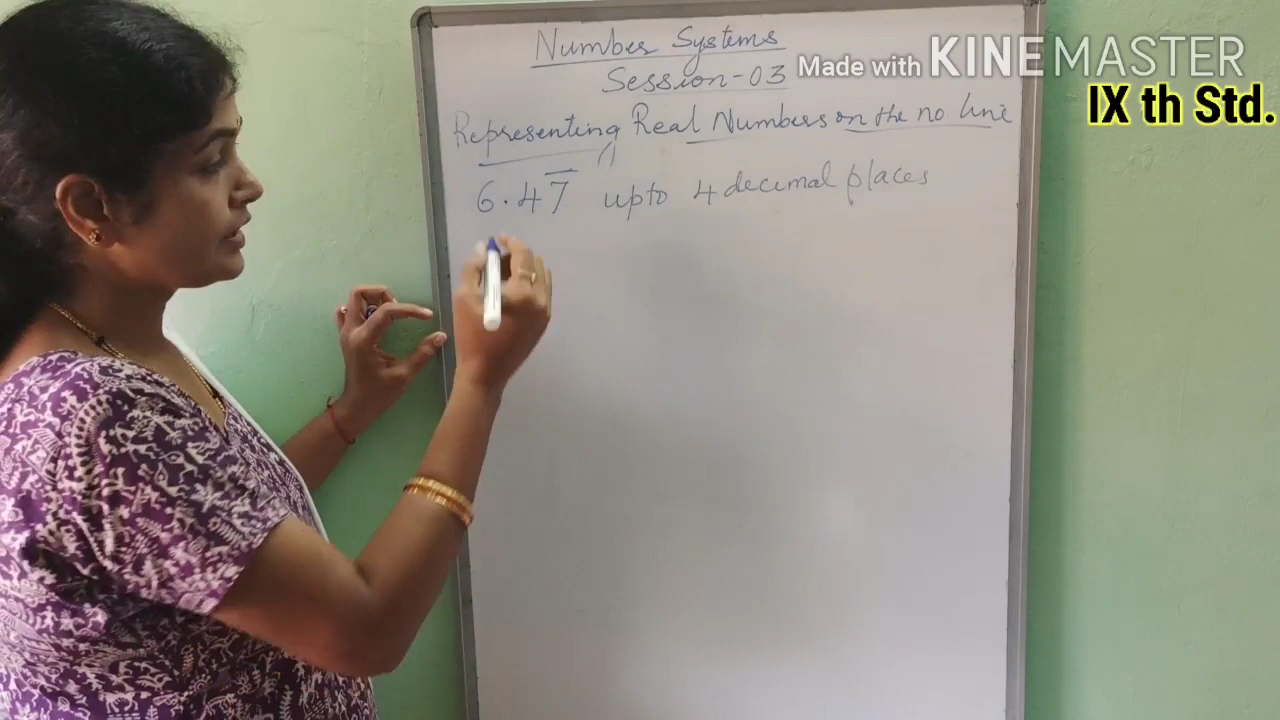 Number Systems
Made with KINEMASTER
Session-03
IX th Std.
Representing Real Numbers on the no line
6.47̅ upto 4 decimal places